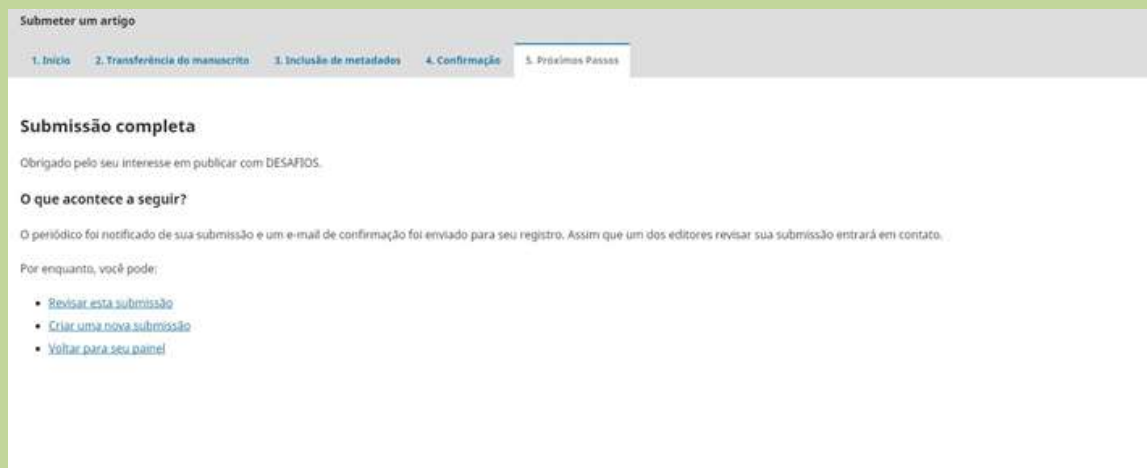 Submeter um artigo
1. Início 2. Transferência do manuscrito 3. Inclusão de metadados 4. Confirmação 5. Próximos Passos
Submissão completa
Obrigado pelo seu interesse em publicar com DESAFIOS.
O que acontece a seguir?
O periódico foi notificado de sua submissão e um e-mail de confirmação foi enviado para seu registro. Assim que um dos editores revisar sua submissão entrará em contato.
Por enquanto, você pode:
• Revisar esta submissão
• Criar uma nova submissão
• Voltar para seu painel